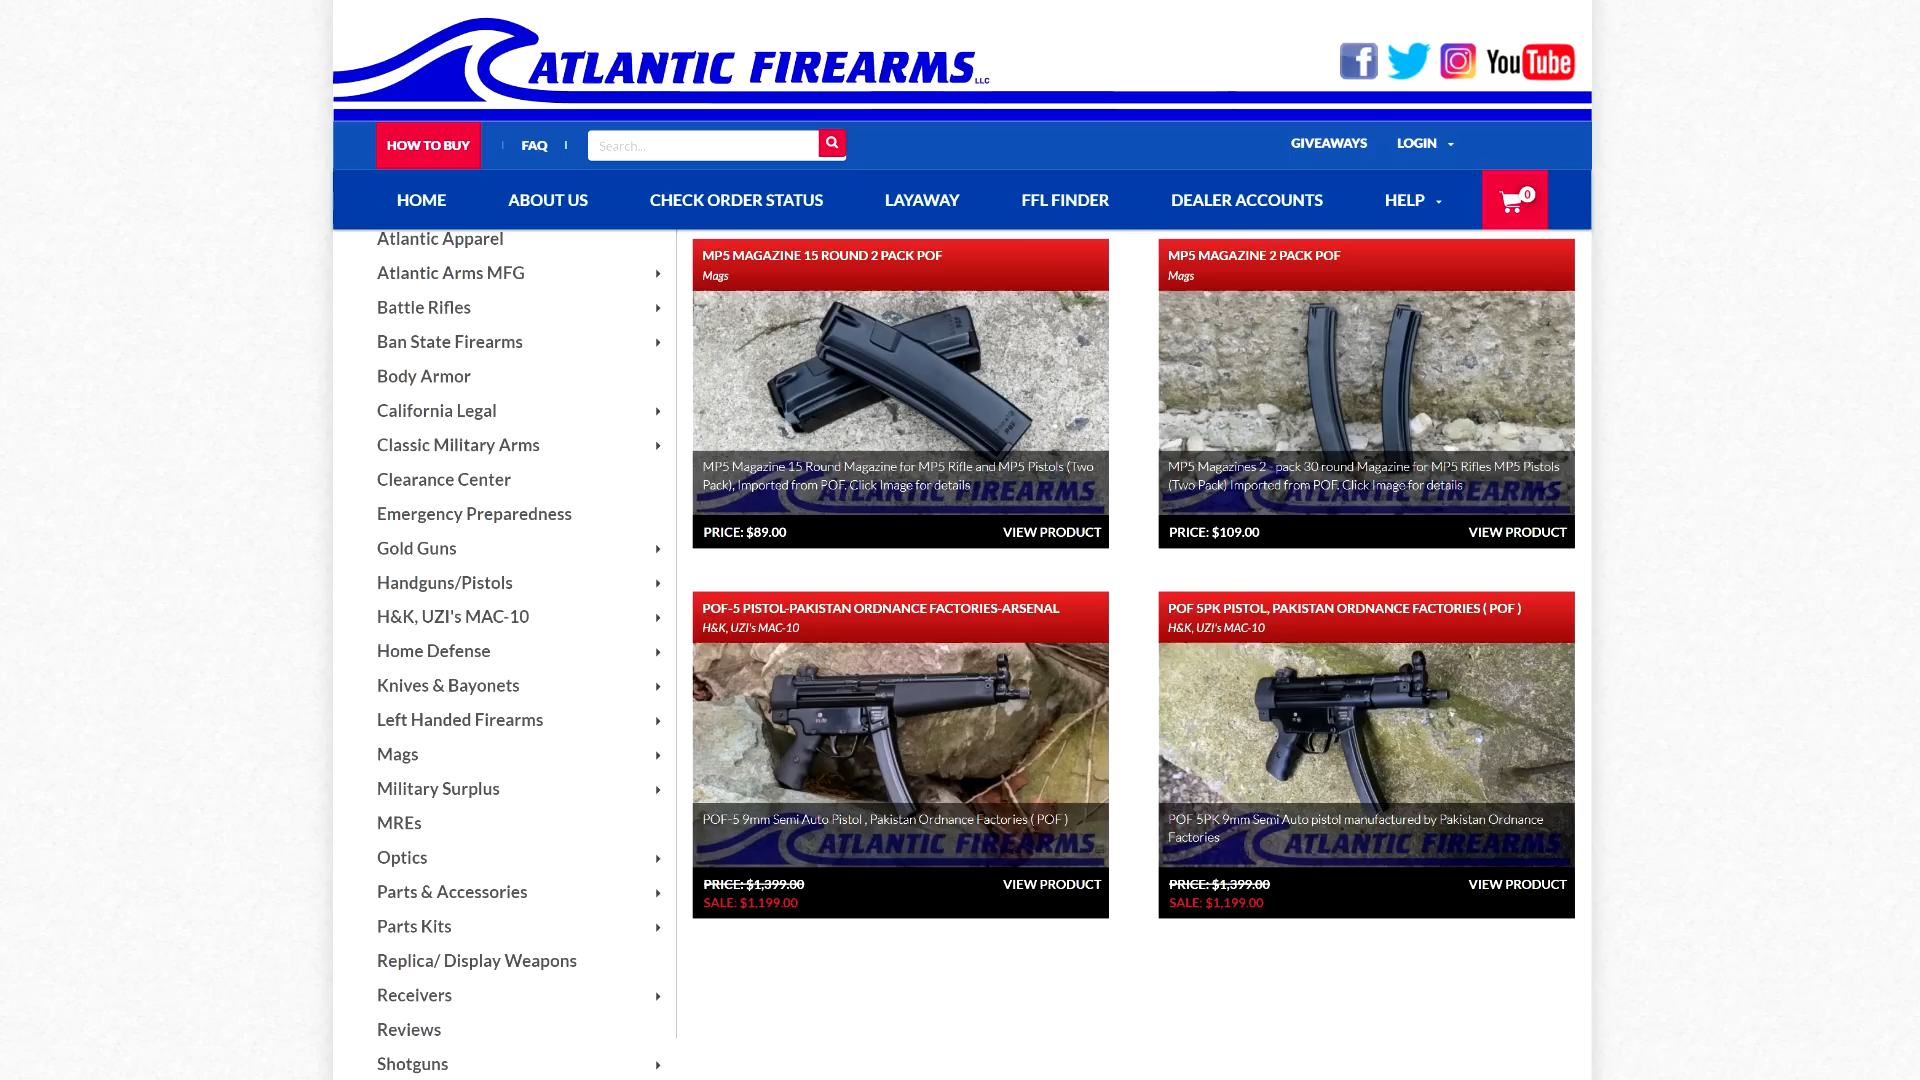 ATLANTIC FIREARMS LLC
YouTube
HOW TO BUY
FAQ
Search...
GIVEAWAYS
LOGIN
HOME
ABOUT US
CHECK ORDER STATUS
LAYAWAY
FFL FINDER
DEALER ACCOUNTS
HELP
0
Atlantic Apparel
Atlantic Arms MFG
Battle Rifles
Ban State Firearms
Body Armor
California Legal
Classic Military Arms
Clearance Center
Emergency Preparedness
Gold Guns
Handguns/Pistols
H&K, UZI's MAC-10
Home Defense
Knives & Bayonets
Left Handed Firearms
Mags
Military Surplus
MREs
Optics
Parts & Accessories
Parts Kits
Replica/ Display Weapons
Receivers
Reviews
Shotguns
MP5 MAGAZINE 15 ROUND 2 PACK POF
Mags
MP5 Magazine 15 Round Magazine for MP5 Rifle and MP5 Pistols (Two
Pack), Imported from POF. Click Image for details
ATLANTIC FIREARMS
PRICE: $89.00
VIEW PRODUCT
MP5 MAGAZINE 2 PACK POF
Mags
MP5 Magazines 2 - pack 30 round Magazine for MP5 Rifles MP5 Pistols
(Two Pack) Imported from POF. Click Image for details
ATLANTIC FIREARMS
PRICE: $109.00
VIEW PRODUCT
POF-5 PISTOL-PAKISTAN ORDNANCE FACTORIES-ARSENAL
H&K, UZI's MAC-10
POF-5 9mm Semi Auto Pistol , Pakistan Ordnance Factories ( POF )
ATLANTIC FIREARMS
PRICE: $1,399.00
VIEW PRODUCT
SALE: $1,199.00
POF 5PK PISTOL, PAKISTAN ORDNANCE FACTORIES ( POF )
H&K, UZI's MAC-10
POF 5PK 9mm Semi Auto pistol manufactured by Pakistan Ordnance
Factories
ATLANTIC FIREARMS
PRICE: $1,399.00
VIEW PRODUCT
SALE: $1,199.00